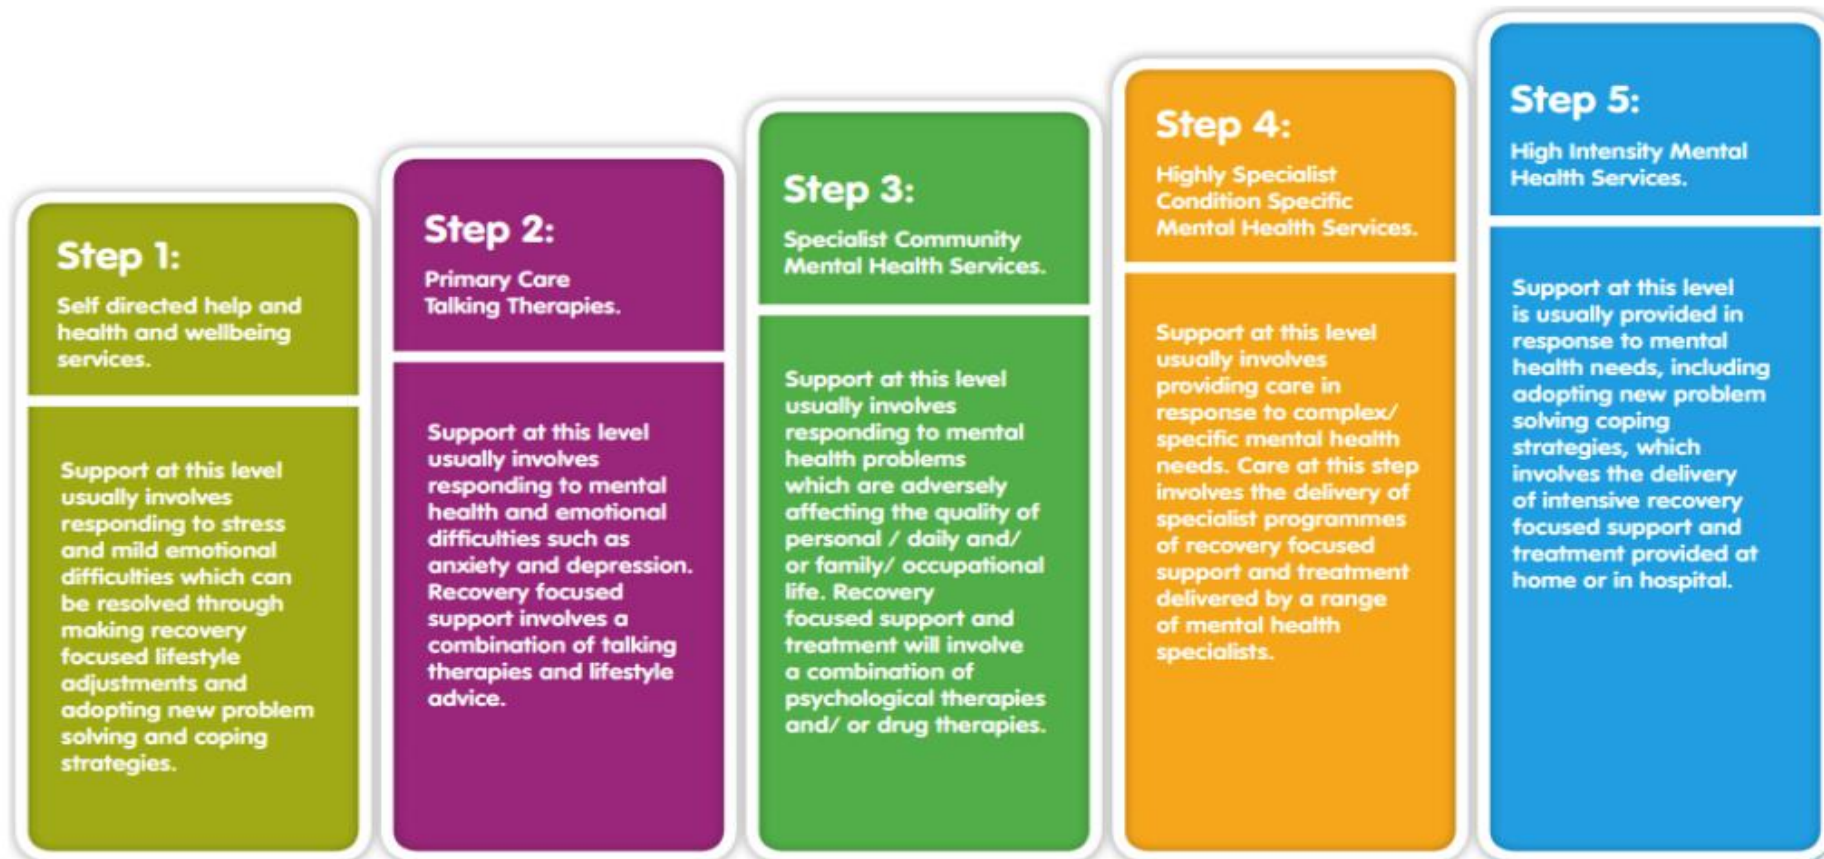 Step 1:
Self directed help and
health and wellbeing
services.
Support at this level
usually involves
responding to stress
and mild emotional
difficulties which can
be resolved through
making recovery
focused lifestyle
adjustments and
adopting new problem
solving and coping
strategies.
Step 2:
Primary Care
Talking Therapies.
Support at this level
usually involves
responding to mental
health and emotional
difficulties such as
anxiety and depression.
Recovery focused
support involves a
combination of talking
therapies and lifestyle
advice.
Step 3:
Specialist Community
Mental Health Services.
Support at this level
usually involves
responding to mental
health problems
which are adversely
affecting the quality of
personal / daily and/
or family/ occupational
life. Recovery
focused support and
treatment will involve
a combination of
psychological therapies
and/ or drug therapies.
Step 4:
Highly Specialist
Condition Specific
Mental Health Services.
Support at this level
usually involves
providing care in
response to complex/
specific mental health
needs. Care at this step
involves the delivery of
specialist programmes
of recovery focused
support and treatment
delivered by a range
of mental health
specialists.
Step 5:
High Intensity Mental
Health Services.
Support at this level
is usually provided in
response to mental
health needs, including
adopting new problem
solving coping
strategies, which
involves the delivery
of intensive recovery
focused support and
treatment provided at
home or in hospital.